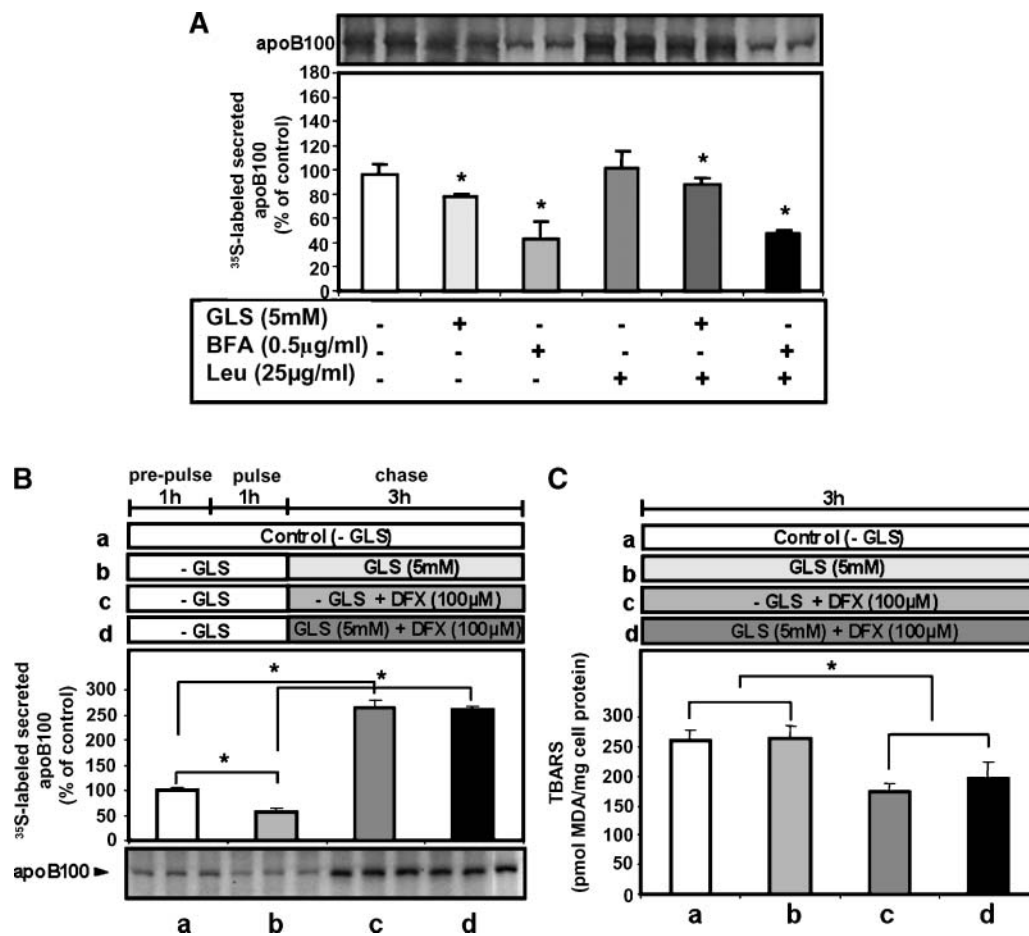 A
apoB100
180
160
140
120
100
80
60
40
20
0
³⁵S-labeled secreted
apoB100
(% of control)
* * * *
GLS (5mM) - + - - + -
BFA (0.5µg/ml) - - + - - +
Leu (25µg/ml) - - - + + +
B
pre-pulse pulse chase
1h 1h 3h
a Control (- GLS)
b - GLS GLS (5mM)
c - GLS - GLS + DFX (100µM)
d - GLS GLS (5mM) + DFX (100µM)
300
250
200
150
100
50
0
³⁵S-labeled secreted
apoB100
(% of control)
* * *
apoB100
a b c d
C
3h
a Control (- GLS)
b GLS (5mM)
c - GLS + DFX (100µM)
d GLS (5mM) + DFX (100µM)
300
250
200
150
100
50
0
TBARS
(pmol MDA/mg cell protein)
*
a b c d